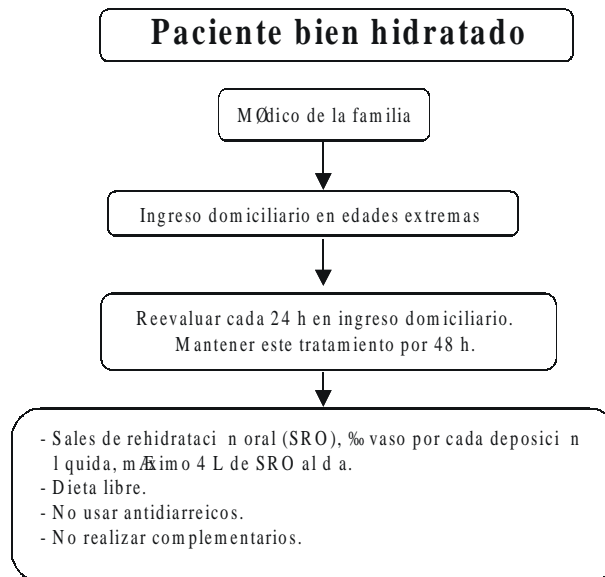 Paciente bien hidratado
MØdico de la familia
Ingreso domiciliario en edades extremas
Reevaluar cada 24 h en ingreso domiciliario.
Mantener este tratamiento por 48 h.
- Sales de rehidrataci n oral (SRO), ‰ vaso por cada deposici n
l quida, mÆximo 4 L de SRO al d a.
- Dieta libre.
- No usar antidiarreicos.
- No realizar complementarios.